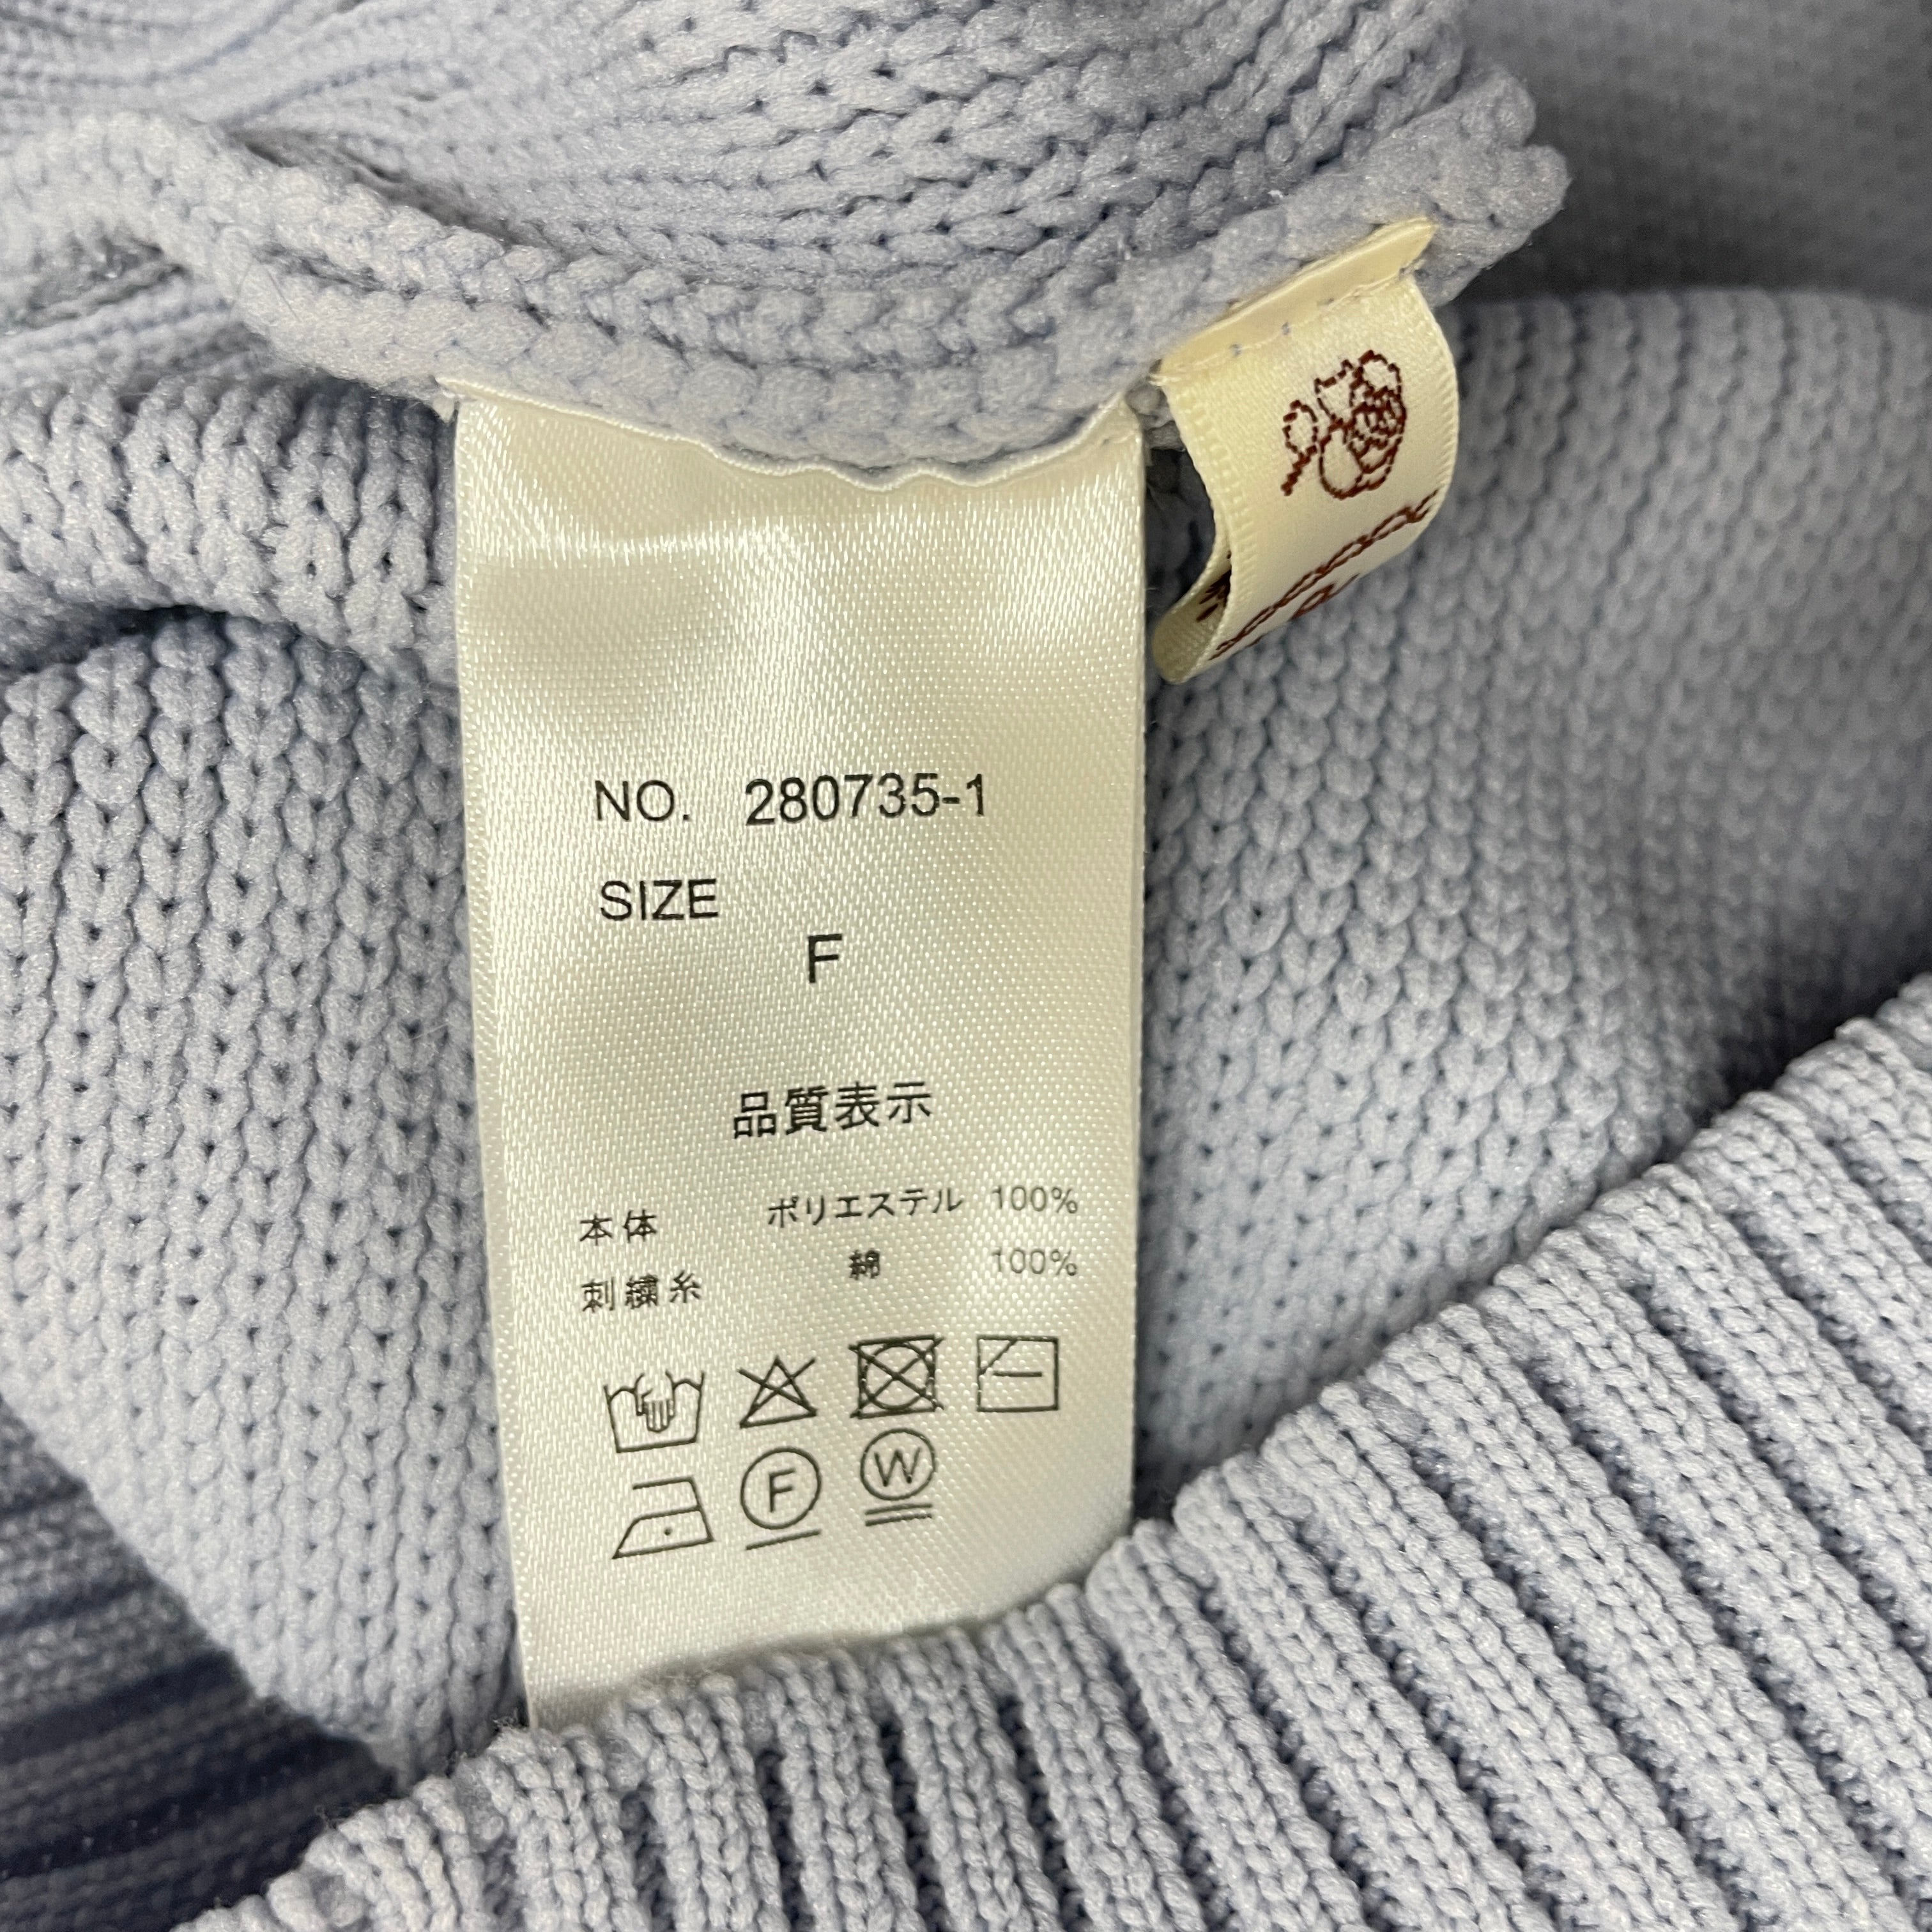 NO. 280735-1
SIZE
F
品質表示
本体 ポリエステル 100%
刺繍糸 綿 100%
F W